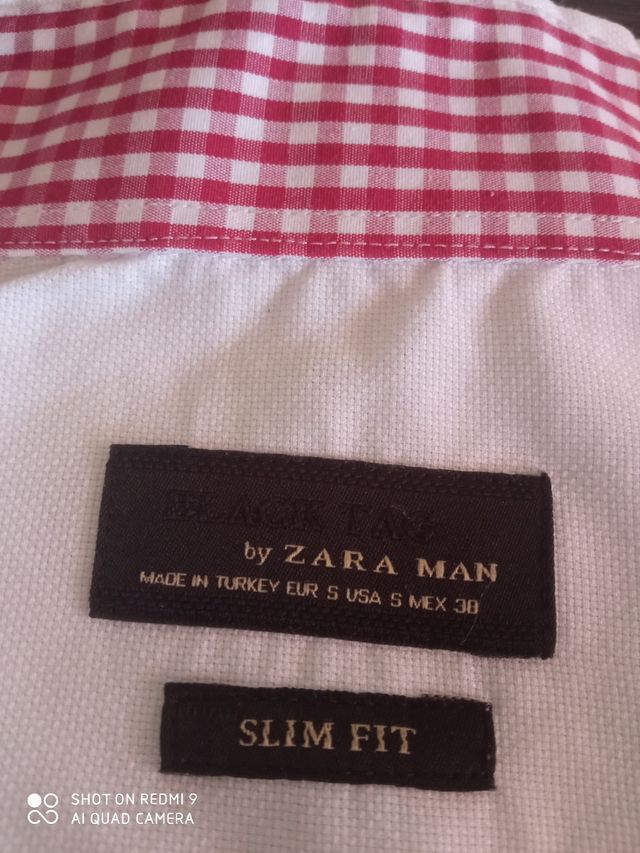 BLACK TAG
by ZARA MAN
MADE IN TURKEY EUR S USA S MEX 38
SLIM FIT
SHOT ON REDMI 9
AI QUAD CAMERA